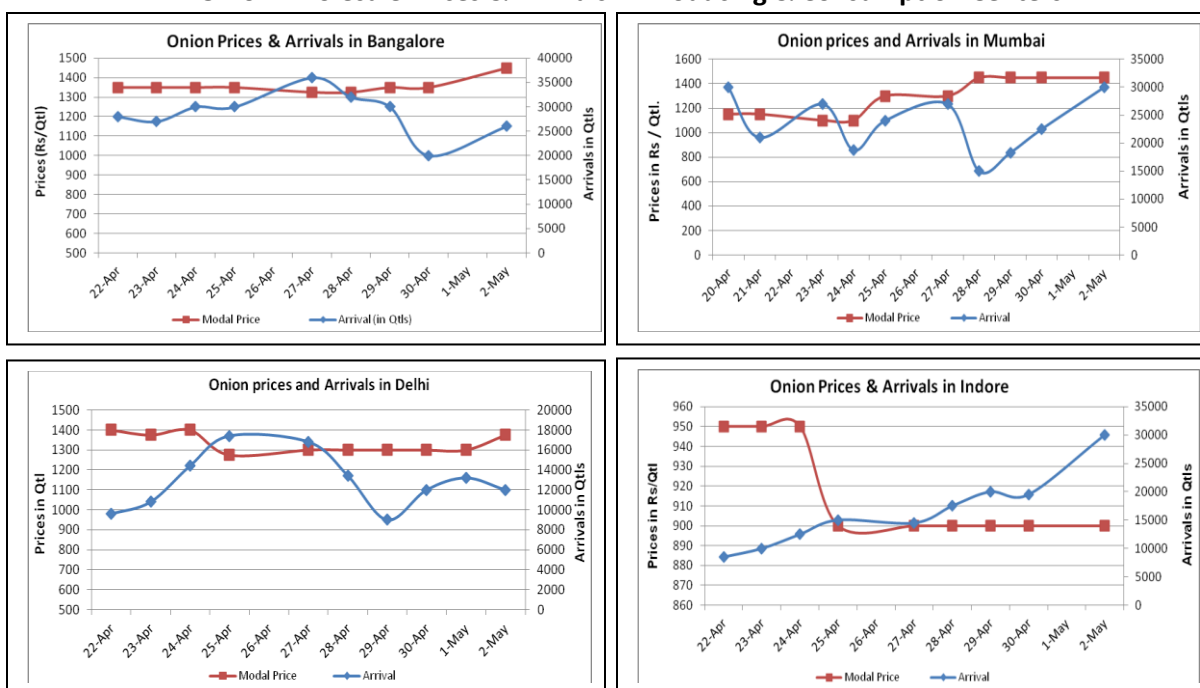 Onion Prices & Arrivals in Bangalore
Prices (Rs/Qtl)
1500
1400
1300
1200
1100
1000
900
800
700
600
500
40000
35000
30000
25000
20000
15000
10000
5000
0
Arrivals in Qtls
22-Apr
23-Apr
24-Apr
25-Apr
26-Apr
27-Apr
28-Apr
29-Apr
30-Apr
1-May
2-May
Modal Price
Arrival (in Qtls)
Onion prices and Arrivals in Mumbai
Prices in Rs / Qtl.
1600
1400
1200
1000
800
600
400
200
0
35000
30000
25000
20000
15000
10000
5000
0
Arrivals in Qtls
20-Apr
21-Apr
22-Apr
23-Apr
24-Apr
25-Apr
26-Apr
27-Apr
28-Apr
29-Apr
30-Apr
1-May
2-May
Modal Price
Arrival
Onion prices and Arrivals in Delhi
Prices in Qtl
1500
1400
1300
1200
1100
1000
900
800
700
600
500
20000
18000
16000
14000
12000
10000
8000
6000
4000
2000
0
Arrivals in Qtls
22-Apr
23-Apr
24-Apr
25-Apr
26-Apr
27-Apr
28-Apr
29-Apr
30-Apr
1-May
2-May
Modal Price
Arrival
Onion Prices & Arrivals in Indore
Prices in Rs/Qtl
960
950
940
930
920
910
900
890
880
870
860
35000
30000
25000
20000
15000
10000
5000
0
Arrivals in Qtls
22-Apr
23-Apr
24-Apr
25-Apr
26-Apr
27-Apr
28-Apr
29-Apr
30-Apr
1-May
2-May
Modal Price
Arrival